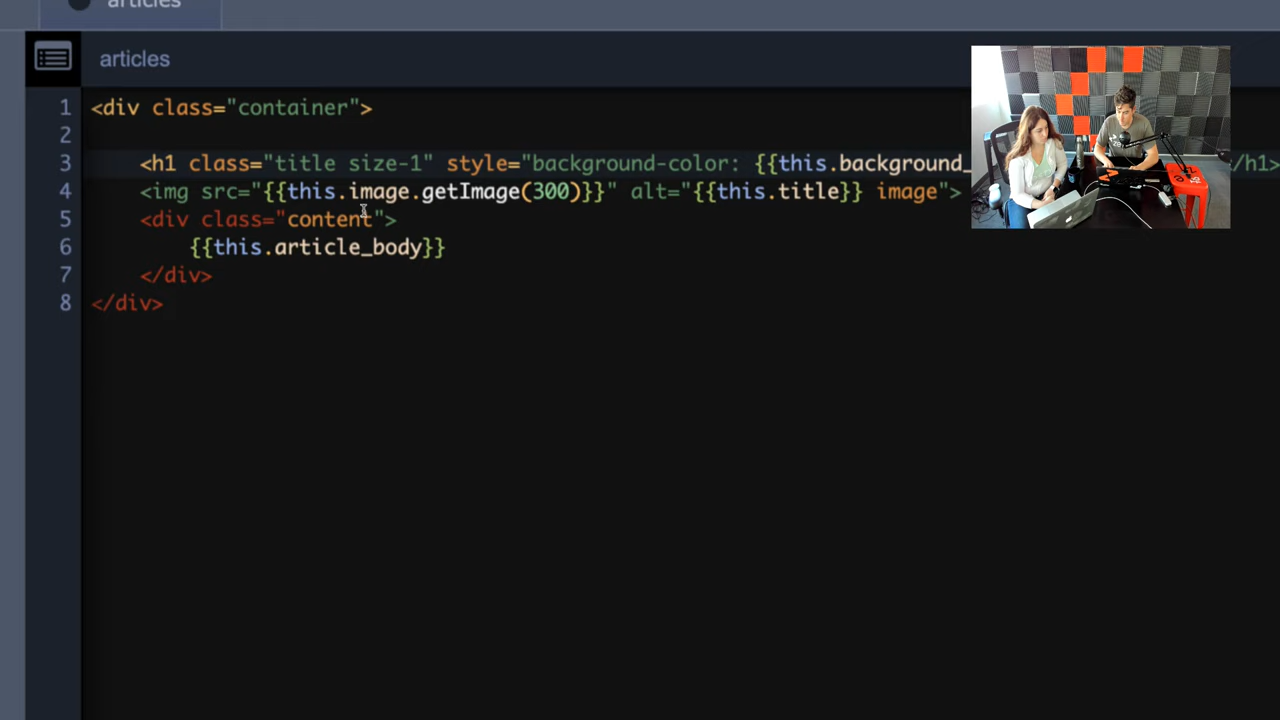 articles
articles
1 <div class="container">
2
3 <h1 class="title size-1" style="background-color: {{this.background_ </h1>
4 <img src="{{this.image.getImage(300)}}" alt="{{this.title}} image">
5 <div class="content">
6 {{this.article_body}}
7 </div>
8 </div>